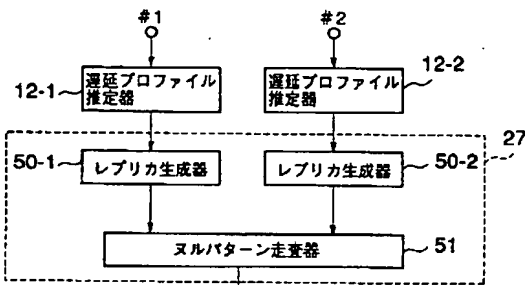 #1
#2
遅延プロファイル
推定器
12-1
遅延プロファイル
推定器
12-2
27
50-1
レプリカ生成器
レプリカ生成器
50-2
ヌルパターン走査器
51